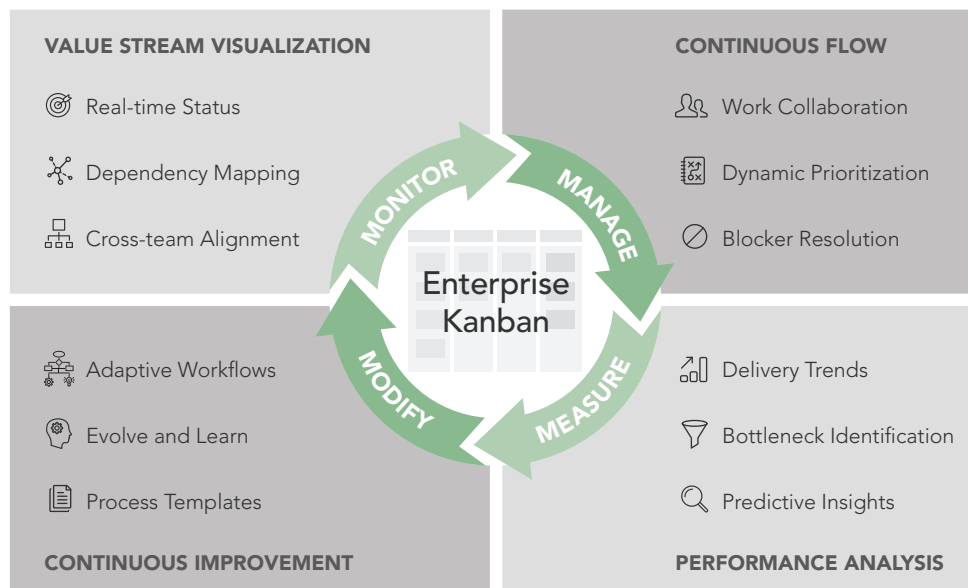 VALUE STREAM VISUALIZATION
Real-time Status
Dependency Mapping
Cross-team Alignment
CONTINUOUS FLOW
Work Collaboration
Dynamic Prioritization
Blocker Resolution
MONITOR
MANAGE
Enterprise
Kanban
MODIFY
MEASURE
Adaptive Workflows
Evolve and Learn
Process Templates
CONTINUOUS IMPROVEMENT
Delivery Trends
Bottleneck Identification
Predictive Insights
PERFORMANCE ANALYSIS